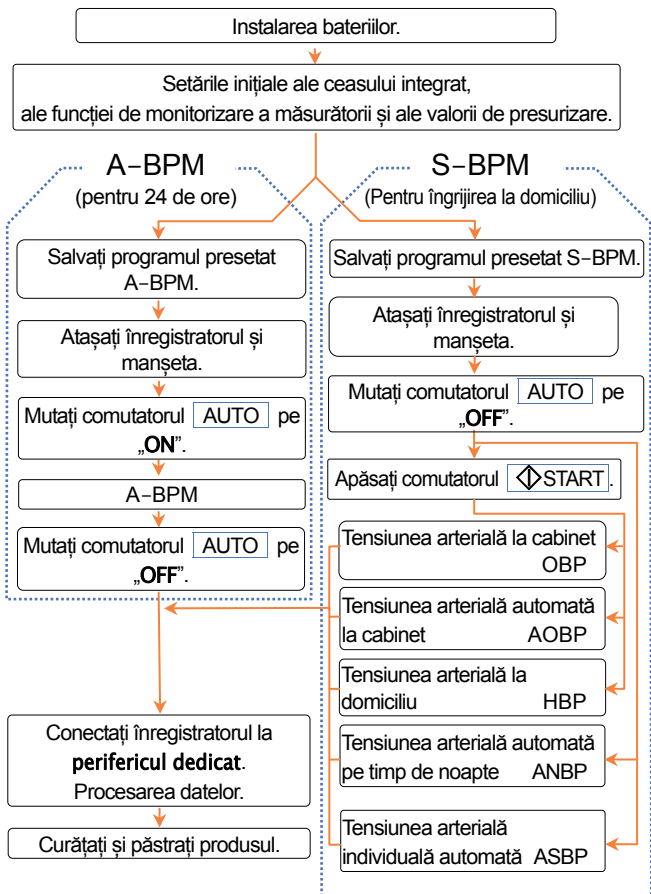 Instalarea bateriilor.
Setările inițiale ale ceasului integrat,
ale funcției de monitorizare a măsurătorii și ale valorii de presurizare.
A–BPM
(pentru 24 de ore)
Salvați programul presetat
A–BPM.
Atașați înregistratorul și
manșeta.
Mutați comutatorul AUTO pe
„ON”.
A–BPM
Mutați comutatorul AUTO pe
„OFF”.
S–BPM
(Pentru îngrijirea la domiciliu)
Salvați programul presetat S–BPM.
Atașați înregistratorul și
manșeta.
Mutați comutatorul AUTO pe
„OFF”.
Apăsați comutatorul START.
Tensiunea arterială la cabinet
OBP
Tensiunea arterială automată
la cabinet AOBP
Tensiunea arterială la
domiciliu HBP
Tensiunea arterială automată
pe timp de noapte ANBP
Tensiunea arterială
individuală automată ASBP
Conectați înregistratorul la
perifericul dedicat.
Procesarea datelor.
Curățați și păstrați produsul.